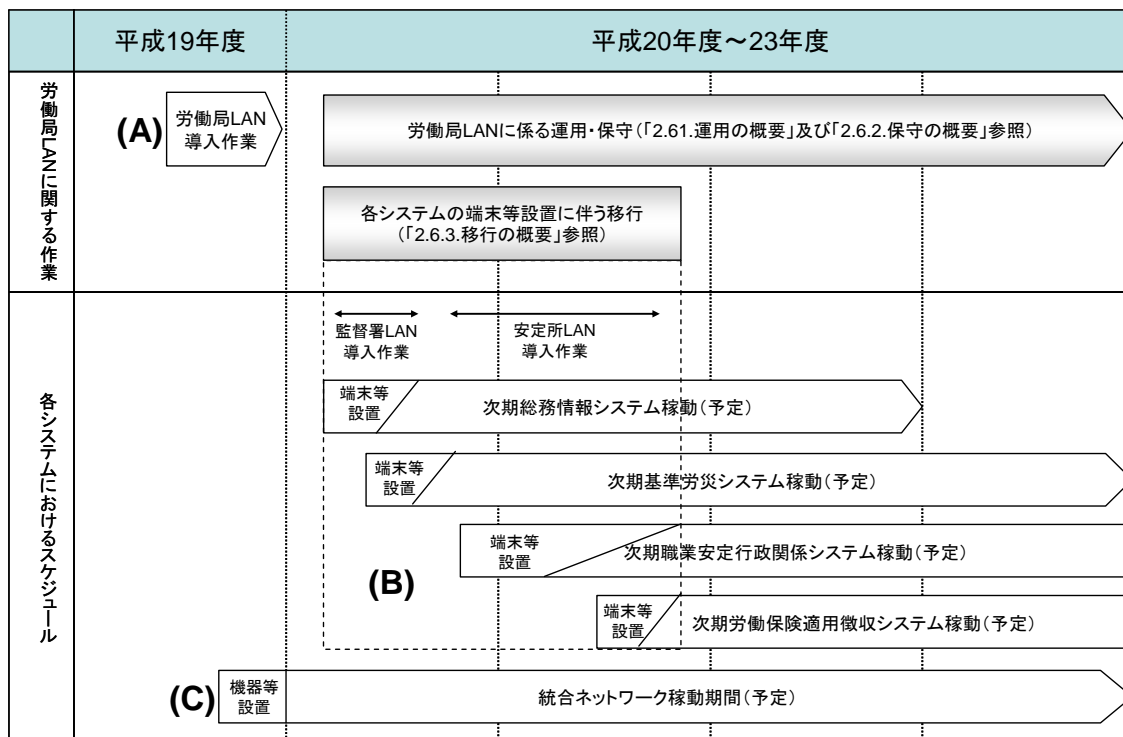 平成19年度
平成20年度～23年度
労働局LANに関する作業
(A)
労働局LAN
導入作業
労働局LANに係る運用・保守(「2.61.運用の概要」及び「2.6.2.保守の概要」参照)
各システムの端末等設置に伴う移行
(「2.6.3.移行の概要」参照)
各システムにおけるスケジュール
監督署LAN
導入作業
安定所LAN
導入作業
端末等
設置
次期総務情報システム稼動(予定)
端末等
設置
次期基準労災システム稼動(予定)
(B)
端末等
設置
次期職業安定行政関係システム稼動(予定)
端末等
設置
次期労働保険適用徴収システム稼動(予定)
(C)
機器等
設置
統合ネットワーク稼動期間(予定)